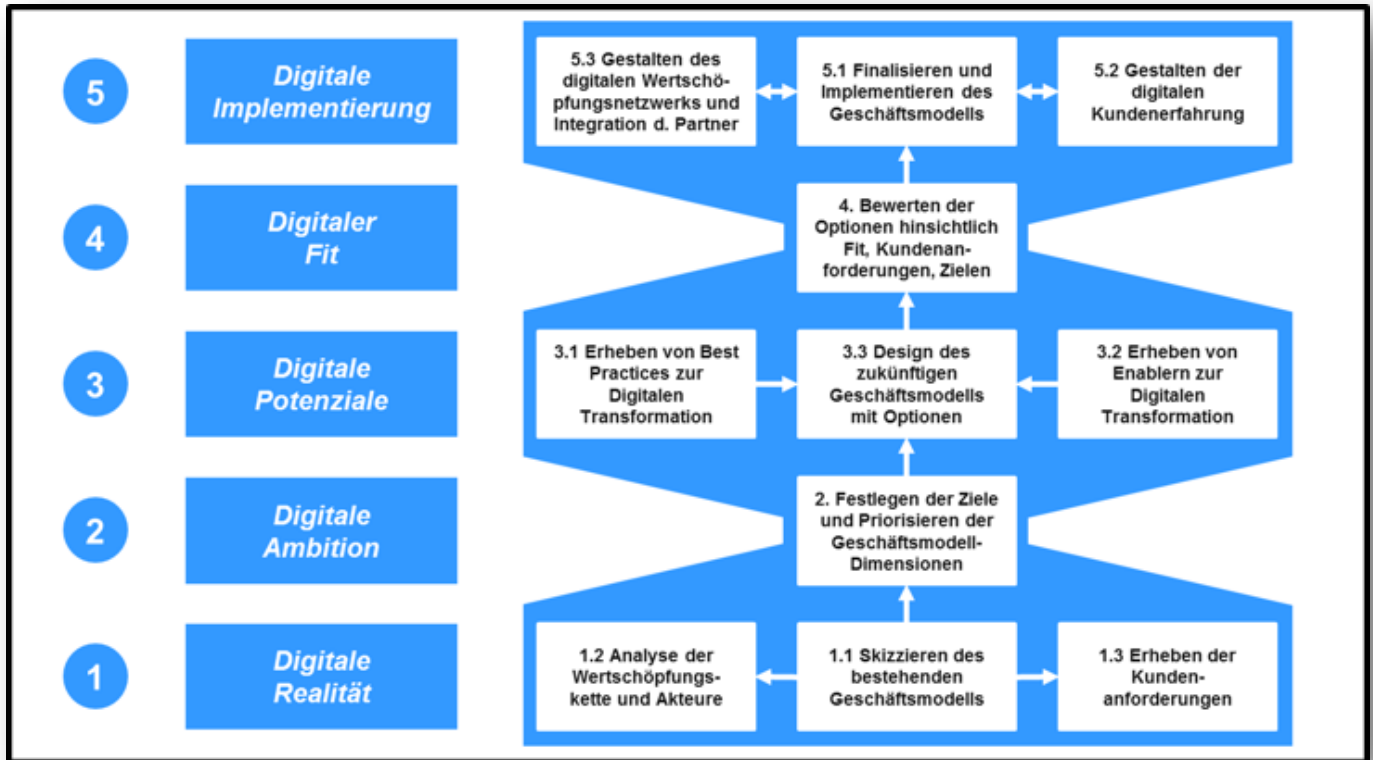 5
Digitale
Implementierung
5.3 Gestalten des
digitalen Wertschö-
pfungsnetzwerks und
Integration d. Partner
5.1 Finalisieren und
Implementieren des
Geschäftsmodells
5.2 Gestalten der
digitalen
Kundenerfahrung
4
Digitaler
Fit
4. Bewerten der
Optionen hinsichtlich
Fit, Kundenan-
forderungen, Zielen
3
Digitale
Potenziale
3.1 Erheben von Best
Practices zur
Digitalen
Transformation
3.3 Design des
zukünftigen
Geschäftsmodells
mit Optionen
3.2 Erheben von
Enablern zur
Digitalen
Transformation
2
Digitale
Ambition
2. Festlegen der Ziele
und Priorisieren der
Geschäftsmodell-
Dimensionen
1
Digitale
Realität
1.2 Analyse der
Wertschöpfungs-
kette und Akteure
1.1 Skizzieren des
bestehenden
Geschäftsmodells
1.3 Erheben der
Kunden-
anforderungen